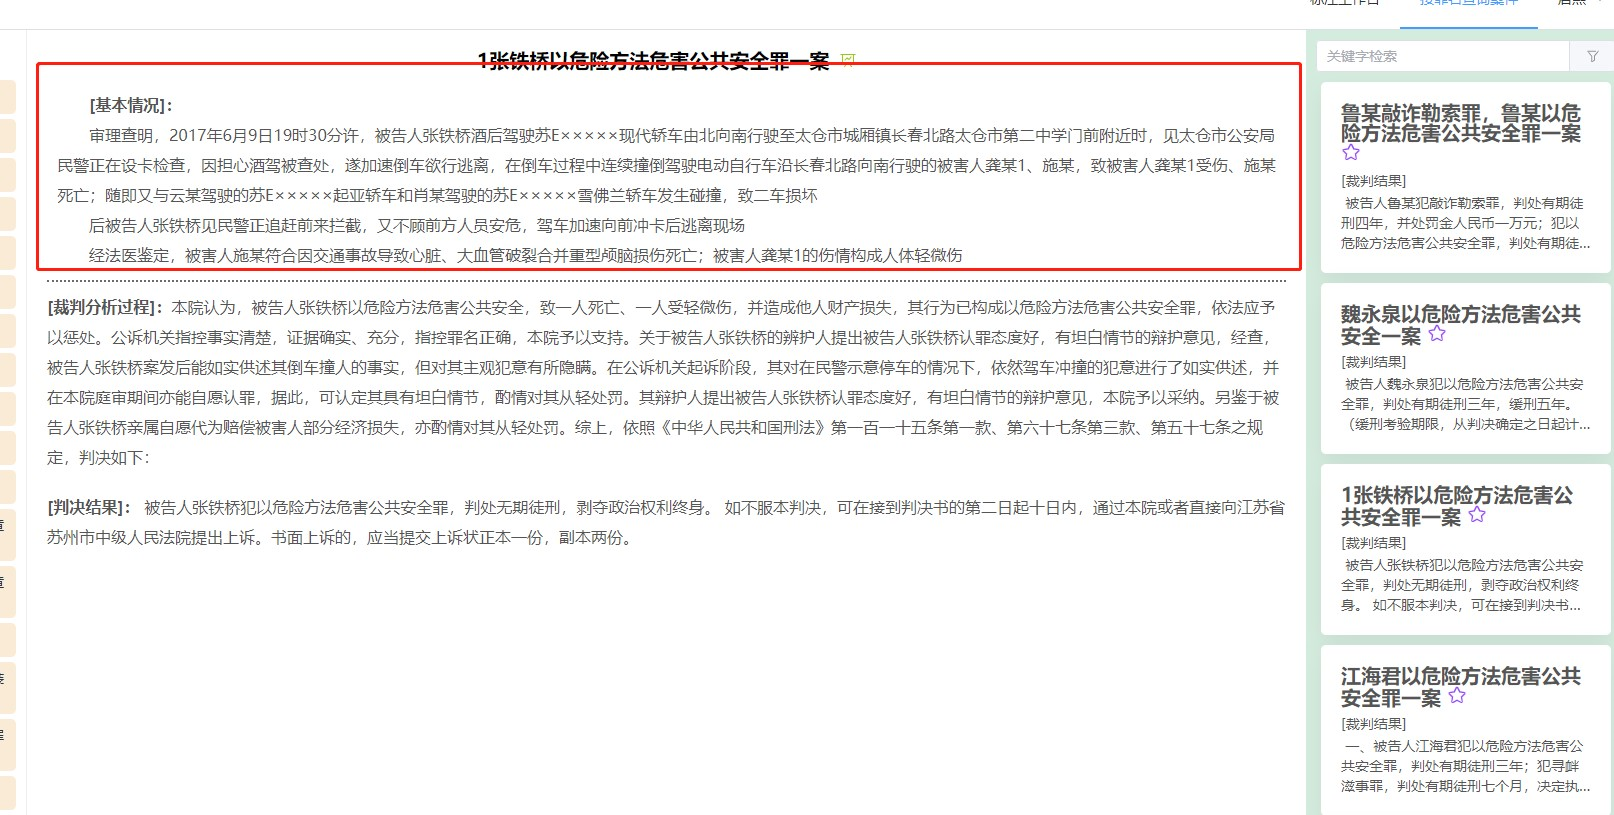 按罪名查询案件
1张铁桥以危险方法危害公共安全罪一案
[基本情况]：
审理查明，2017年6月9日19时30分许，被告人张铁桥酒后驾驶苏E×××××现代轿车由北向南行驶至太仓市城厢镇长春北路太仓市第二中学门前附近时，见太仓市公安局
民警正在设卡检查，因担心酒驾被查处，遂加速倒车欲行逃离，在倒车过程中连续撞倒驾驶电动自行车沿长春北路向南行驶的被害人龚某1、施某，致被害人龚某1受伤、施某
死亡；随即又与云某驾驶的苏E×××××起亚轿车和肖某驾驶的苏E×××××雪佛兰轿车发生碰撞，致二车损坏
后被告人张铁桥见民警正追赶前来拦截，又不顾前方人员安危，驾车加速向前冲卡后逃离现场
经法医鉴定，被害人施某符合因交通事故导致心脏、大血管破裂合并重型颅脑损伤死亡；被害人龚某1的伤情构成人体轻微伤
[裁判分析过程]：本院认为，被告人张铁桥以危险方法危害公共安全，致一人死亡、一人受轻微伤，并造成他人财产损失，其行为已构成以危险方法危害公共安全罪，依法应予
以惩处。公诉机关指控事实清楚，证据确实、充分，指控罪名正确，本院予以支持。关于被告人张铁桥的辨护人提出被告人张铁桥认罪态度好，有坦白情节的辩护意见，经查，
被告人张铁桥案发后能如实供述其倒车撞人的事实，但对其主观犯意有所隐瞒。在公诉机关起诉阶段，其对在民警示意停车的情况下，依然驾车冲撞的犯意进行了如实供述，并
在本院庭审期间亦能自愿认罪，据此，可认定其具有坦白情节，酌情对其从轻处罚。其辩护人提出被告人张铁桥认罪态度好，有坦白情节的辩护意见，本院予以采纳。另鉴于被
告人张铁桥亲属自愿代为赔偿被害人部分经济损失，亦酌情对其从轻处罚。综上，依照《中华人民共和国刑法》第一百一十五条第一款、第六十七条第三款、第五十七条之规
定，判决如下：
[判决结果]： 被告人张铁桥犯以危险方法危害公共安全罪，判处无期徒刑，剥夺政治权利终身。 如不服本判决，可在接到判决书的第二日起十日内，通过本院或者直接向江苏省
苏州市中级人民法院提出上诉。书面上诉的，应当提交上诉状正本一份，副本两份。
关键字检索
鲁某敲诈勒索罪，鲁某以危
险方法危害公共安全罪一案
[裁判结果]
被告人鲁某犯敲诈勒索罪，判处有期徒
刑四年，并处罚金人民币一万元；犯以
危险方法危害公共安全罪，判处有期徒...
魏永泉以危险方法危害公共
安全一案
[裁判结果]
被告人魏永泉犯以危险方法危害公共安
全罪，判处有期徒刑三年，缓刑五年。
（缓刑考验期限，从判决确定之日起计...
1张铁桥以危险方法危害公
共安全罪一案
[裁判结果]
被告人张铁桥犯以危险方法危害公共安
全罪，判处无期徒刑，剥夺政治权利终
身。 如不服本判决，可在接到判决书...
江海君以危险方法危害公共
安全罪一案
[裁判结果]
一、被告人江海君犯以危险方法危害公
共安全罪，判处有期徒刑三年；犯寻衅
滋事罪，判处有期徒刑七个月，决定执...